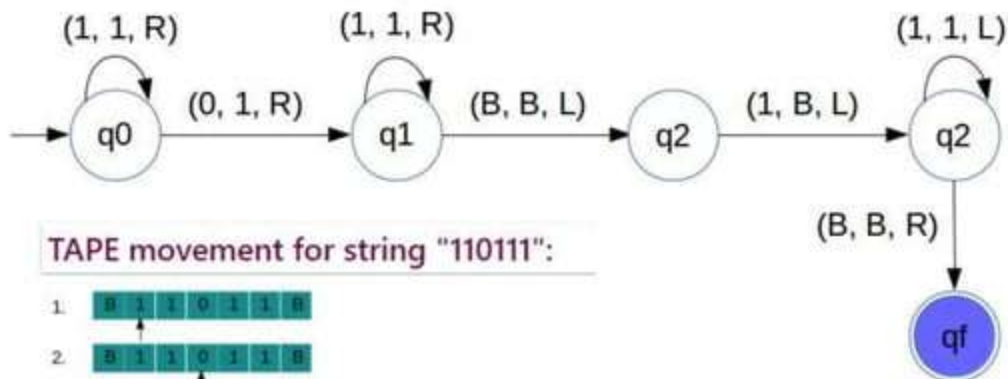 (1, 1, R) (1, 1, R) (1, 1, L)
(0, 1, R) (B, B, L) (1, B, L)
q0 q1 q2 q2
(B, B, R)
TAPE movement for string "110111":
1. B 1 1 0 1 1 B
qf
2. B 1 1 0 1 1 B